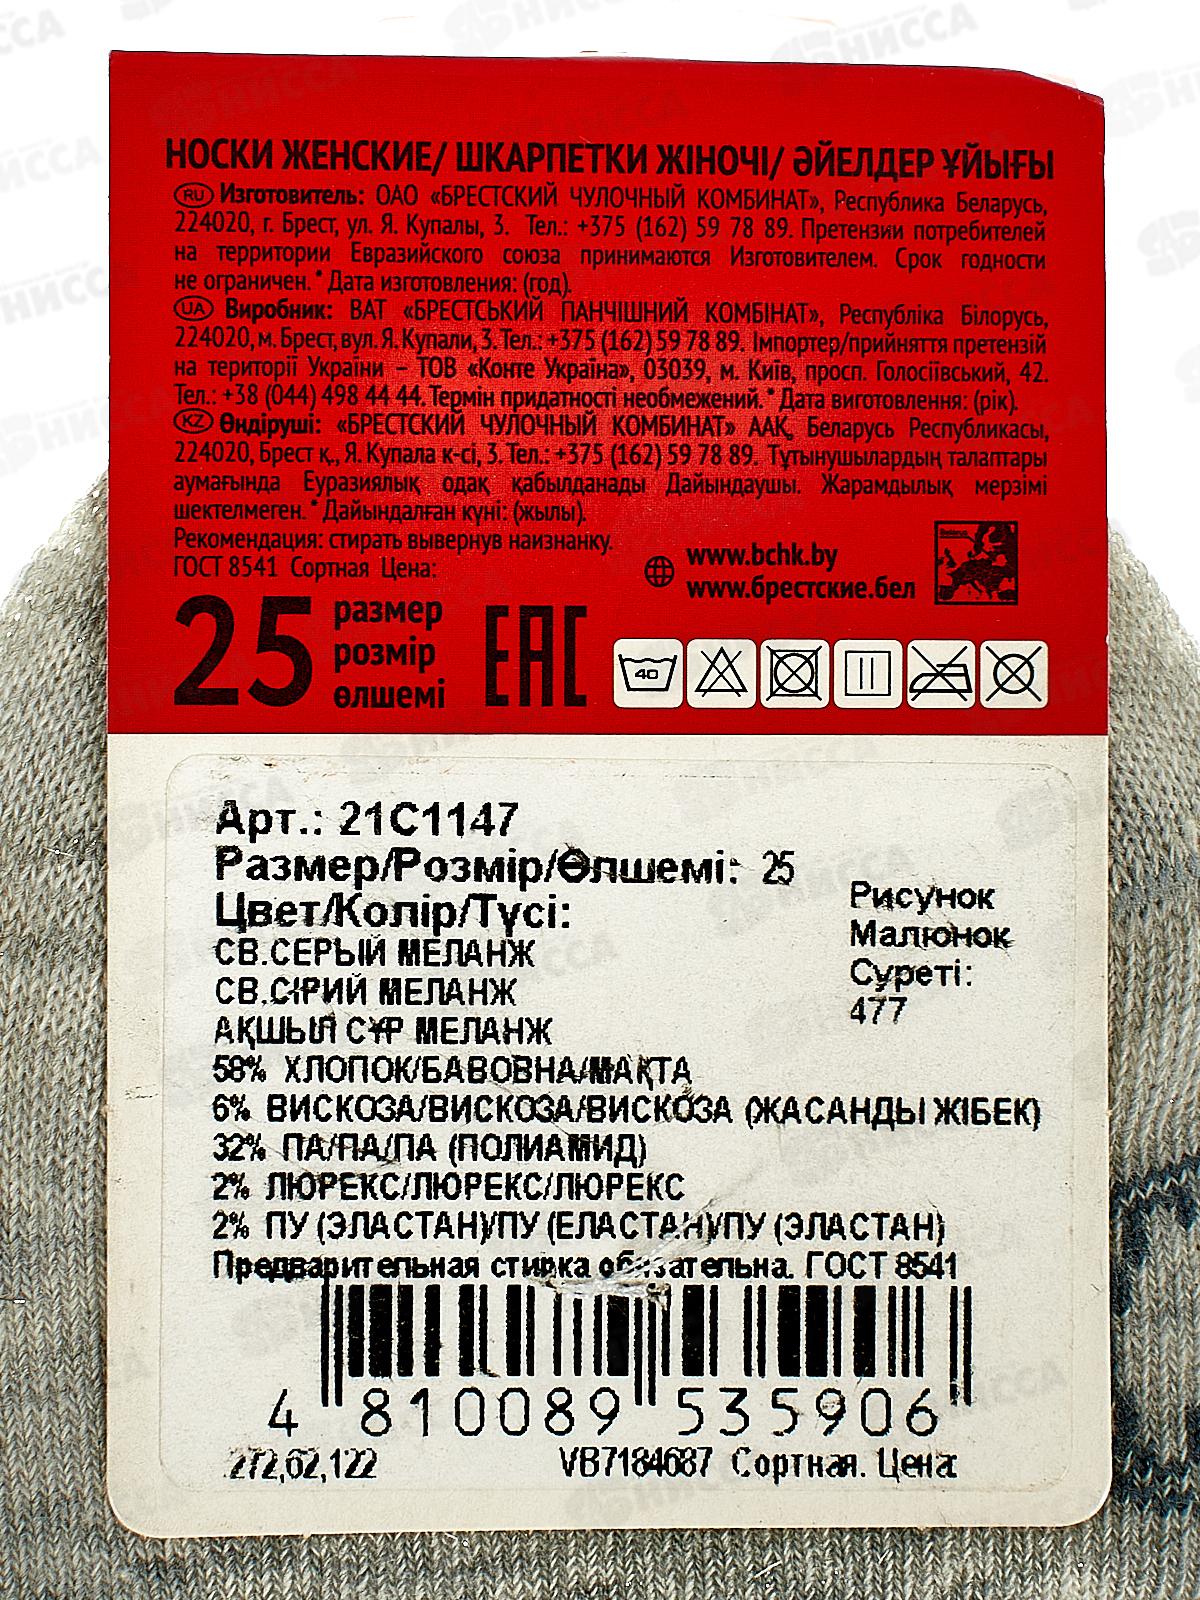 НОСКИ ЖЕНСКИЕ/ ШКАРПЕТКИ ЖІНОЧІ/ ӘЙЕЛДЕР ҰЙЫҒЫ
RU Изготовитель: ОАО «БРЕСТСКИЙ ЧУЛОЧНЫЙ КОМБИНАТ», Республика Беларусь,
224020, г. Брест, ул. Я. Купалы, 3. Тел.: +375 (162) 59 78 89. Претензии потребителей
на территории Евразийского союза принимаются Изготовителем. Срок годности
не ограничен. * Дата изготовления: (год).
UA Виробник: ВАТ «БРЕСТСЬКИЙ ПАНЧІШНИЙ КОМБІНАТ», Республіка Білорусь,
224020, м. Брест, вул. Я. Купали, 3. Тел.: +375 (162) 59 78 89. Імпортер/прийняття претензій
на території України – ТОВ «Конте Україна», 03039, м. Київ, просп. Голосіївський, 42.
Тел.: +38 (044) 498 44 44. Термін придатності необмежений. * Дата виготовлення: (рік).
KZ Өндіруші: «БРЕСТСКИЙ ЧУЛОЧНЫЙ КОМБИНАТ» ААҚ, Беларусь Республикасы,
224020, Брест қ., Я. Купала к-сі, 3. Тел.: +375 (162) 59 78 89. Тұтынушылардың талаптары
аумағында Еуразиялық одақ қабылданады Дайындаушы. Жарамдылық мерзімі
шектелмеген. * Дайындалған күні: (жылы).
Рекомендация: стирать вывернув наизнанку.
ГОСТ 8541 Сортная Цена:
www.bchk.by
www.брестские.бел
25 размер
розмір
өлшемі
EAC
40
Арт.: 21С1147
Размер/Розмір/Өлшемі: 25
Цвет/Колір/Түсі:
СВ.СЕРЫЙ МЕЛАНЖ
СВ.СІРИЙ МЕЛАНЖ
АҚШЫЛ СҰР МЕЛАНЖ
Рисунок
Малюнок
Суреті:
477
58% ХЛОПОК/БАВОВНА/МАҚТА
6% ВИСКОЗА/ВИСКОЗА/ВИСКОЗА (ЖАСАНДЫ ЖІБЕК)
32% ПА/ПА/ПА (ПОЛИАМИД)
2% ЛЮРЕКС/ЛЮРЕКС/ЛЮРЕКС
2% ПУ (ЭЛАСТАН)/ПУ (ЕЛАСТАН)/ПУ (ЭЛАСТАН)
Предварительная стирка обязательна. ГОСТ 8541
4 810089 535906
272,62,122 VB7184687 Сортная. Цена: